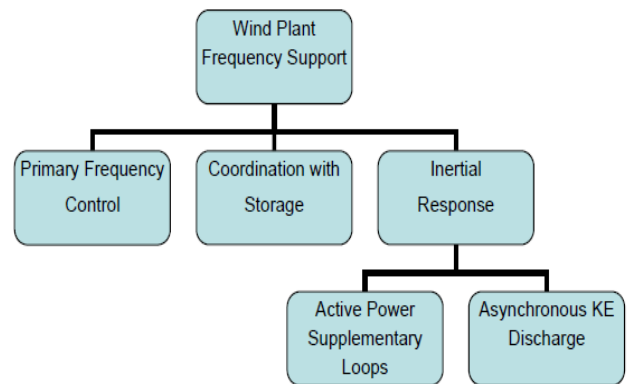 Wind Plant
Frequency Support
Primary Frequency
Control
Coordination with
Storage
Inertial
Response
Active Power
Supplementary
Loops
Asynchronous KE
Discharge